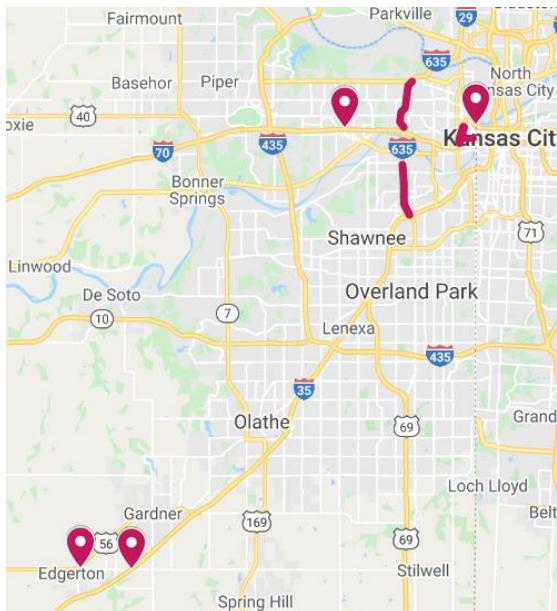 Fairmount
Parkville
29
635
North
Kansas City
Basehor
Piper
40
435
70
635
Kansas City
Bonner
Springs
Shawnee
71
Linwood
De Soto
Overland Park
7
10
Lenexa
435
35
Olathe
69
Grand
Loch Lloyd
Gardner
169
Belt
56
69
Edgerton
Stilwell
Spring Hill